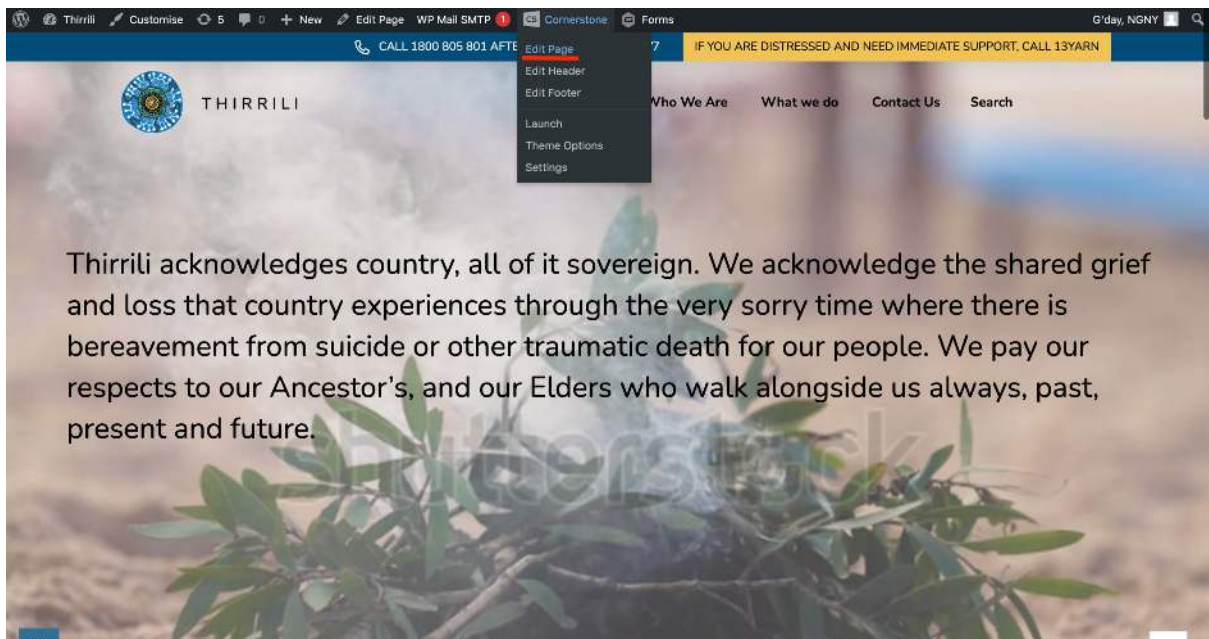 Thirrili Customise 5 0 + New Edit Page WP Mail SMTP 1 CS Cornerstone Forms G'day, NGNY
CALL 1800 805 801 AFTE
7
IF YOU ARE DISTRESSED AND NEED IMMEDIATE SUPPORT, CALL 13YARN
Edit Page
Edit Header
Edit Footer
Launch
Theme Options
Settings
THIRRILI
Who We Are What we do Contact Us Search
Thirrili acknowledges country, all of it sovereign. We acknowledge the shared grief
and loss that country experiences through the very sorry time where there is
bereavement from suicide or other traumatic death for our people. We pay our
respects to our Ancestor's, and our Elders who walk alongside us always, past,
present and future.
shutterstock